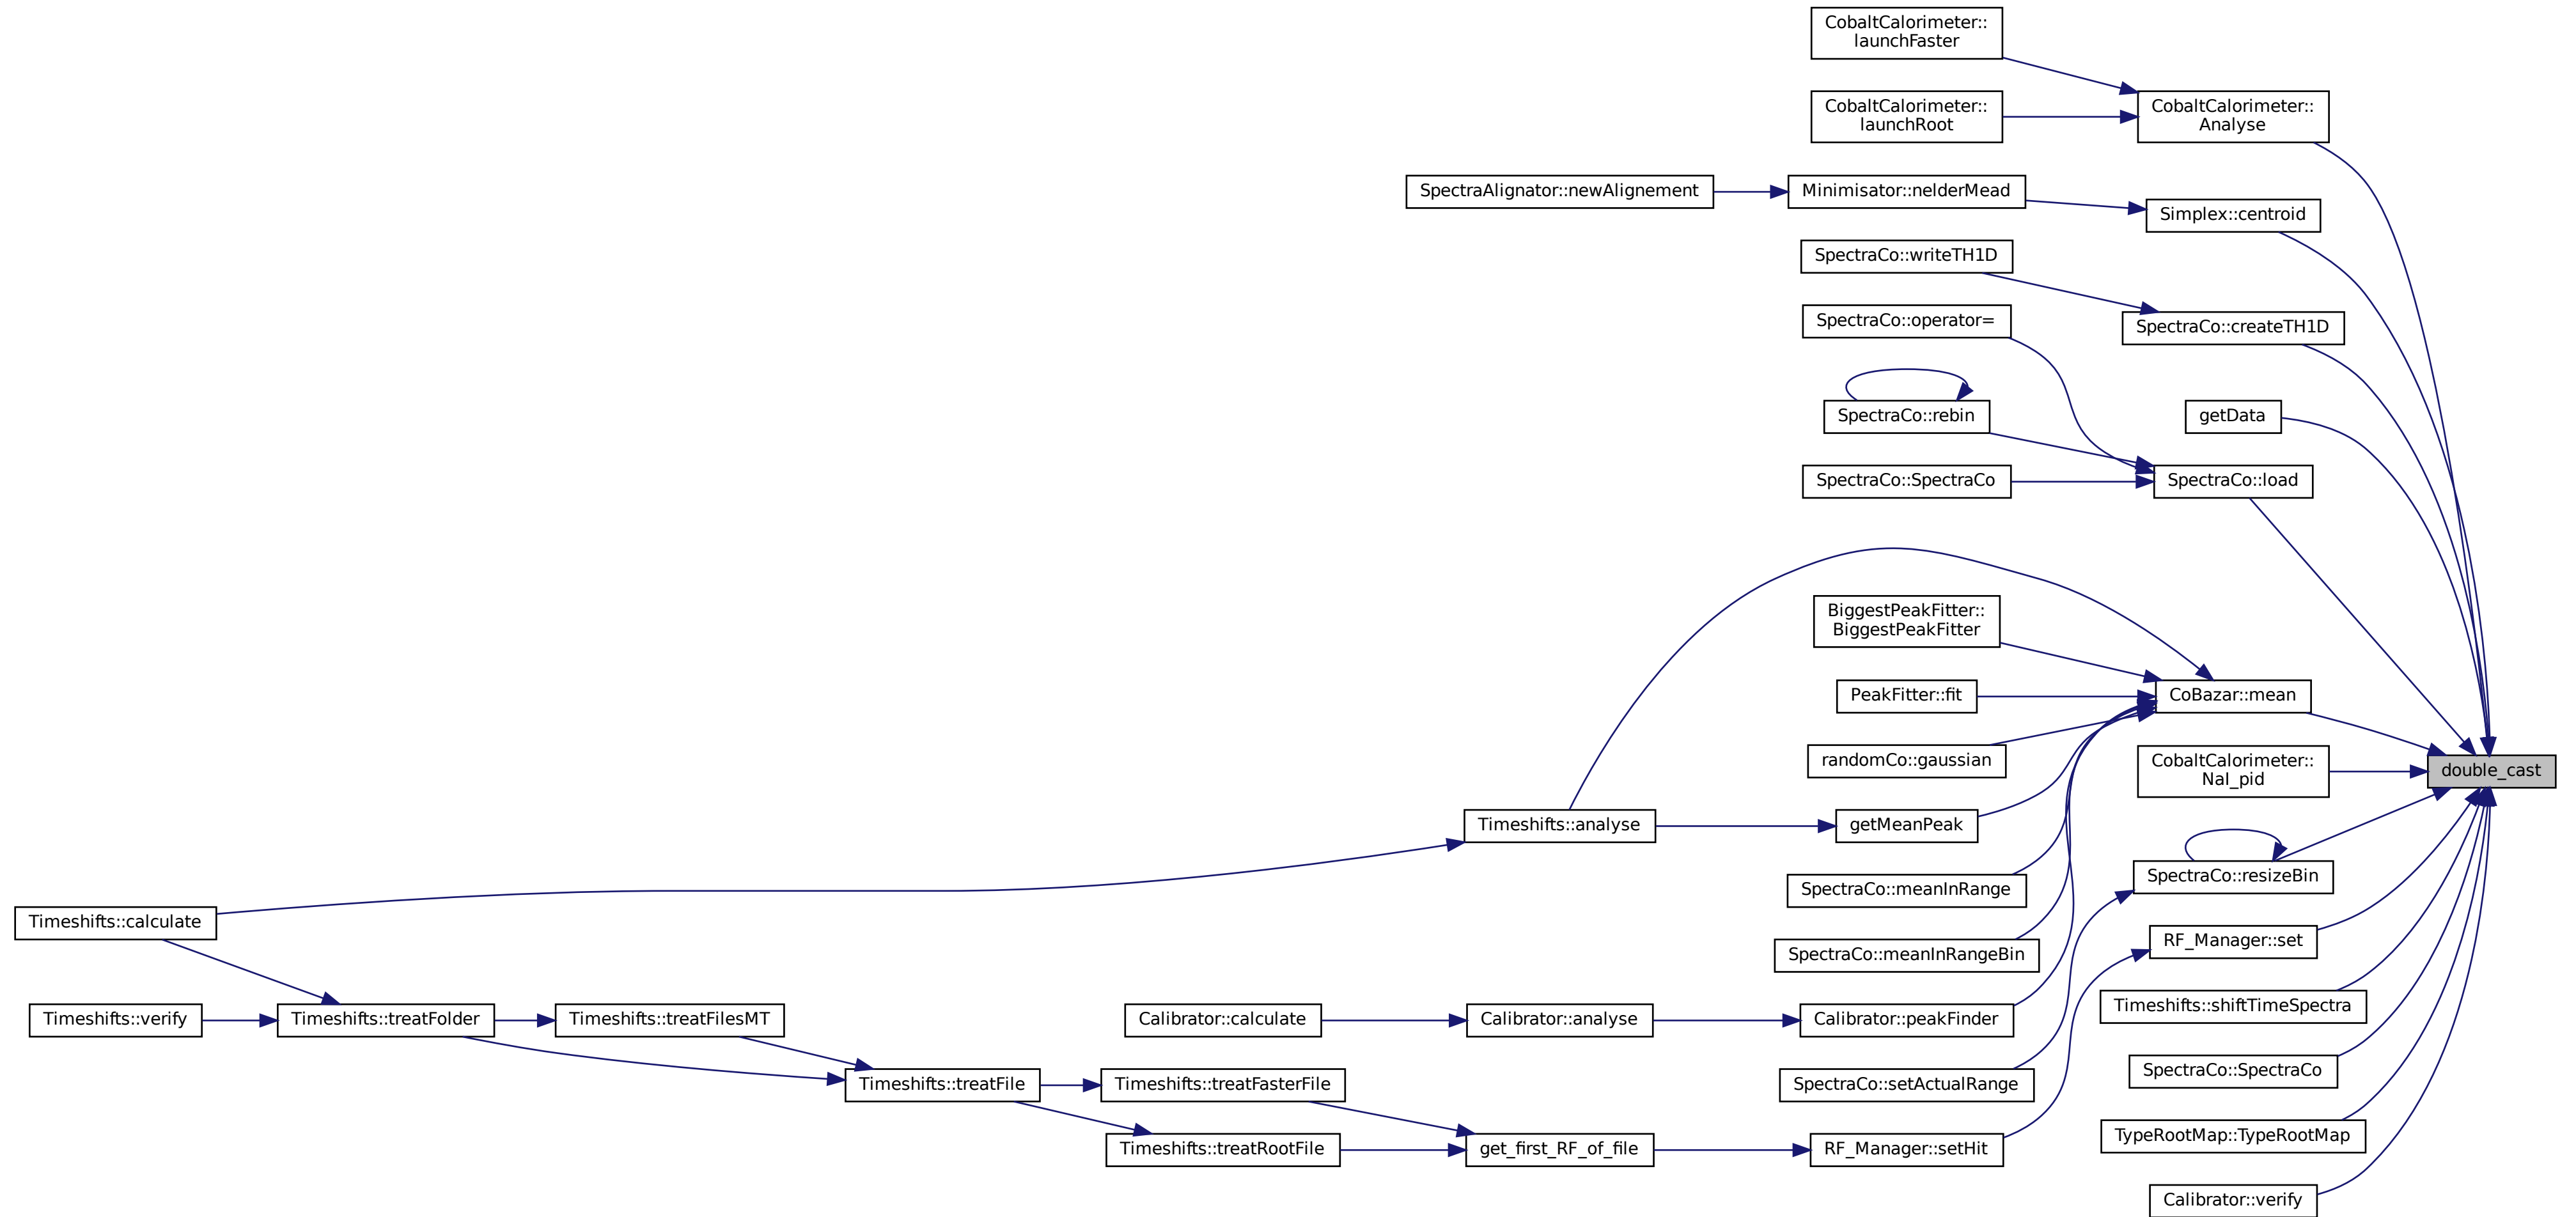 CobaltCalorimeter::
launchFaster
CobaltCalorimeter::
launchRoot
CobaltCalorimeter::
Analyse
SpectraAlignator::newAlignement
Minimisator::nelderMead
Simplex::centroid
SpectraCo::writeTH1D
SpectraCo::operator=
SpectraCo::createTH1D
SpectraCo::rebin
getData
SpectraCo::SpectraCo
SpectraCo::load
BiggestPeakFitter::
BiggestPeakFitter
PeakFitter::fit
CoBazar::mean
randomCo::gaussian
CobaltCalorimeter::
NaI_pid
double_cast
Timeshifts::analyse
getMeanPeak
SpectraCo::meanInRange
SpectraCo::resizeBin
Timeshifts::calculate
SpectraCo::meanInRangeBin
RF_Manager::set
Timeshifts::verify
Timeshifts::treatFolder
Timeshifts::treatFilesMT
Calibrator::calculate
Calibrator::analyse
Calibrator::peakFinder
Timeshifts::shiftTimeSpectra
Timeshifts::treatFile
Timeshifts::treatFasterFile
SpectraCo::setActualRange
SpectraCo::SpectraCo
Timeshifts::treatRootFile
get_first_RF_of_file
RF_Manager::setHit
TypeRootMap::TypeRootMap
Calibrator::verify